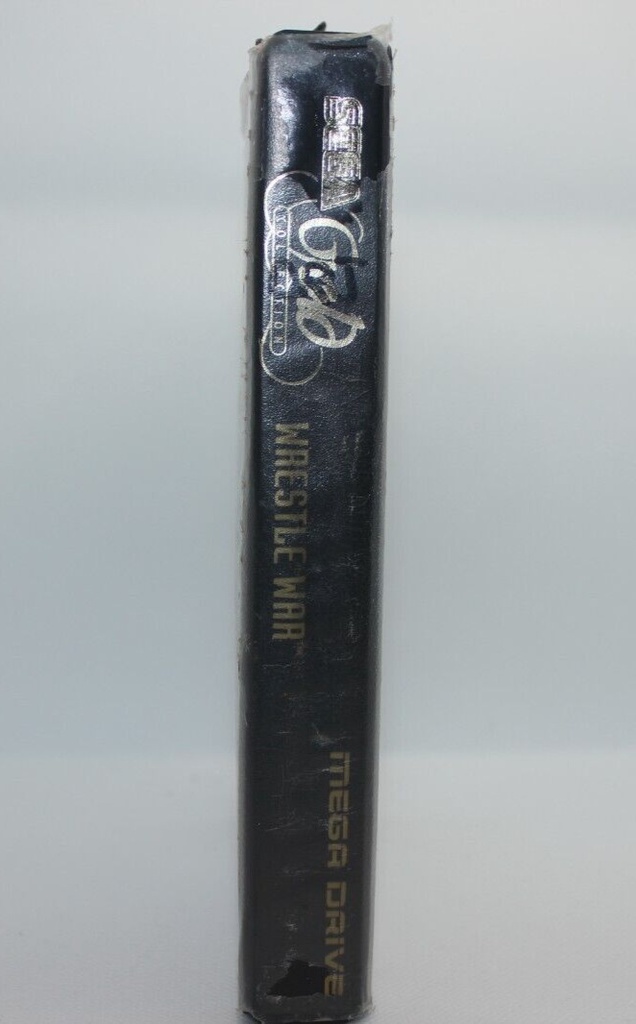 SEGA
Gold
COLLECTION
WRESTLE WAR
MEGA DRIVE